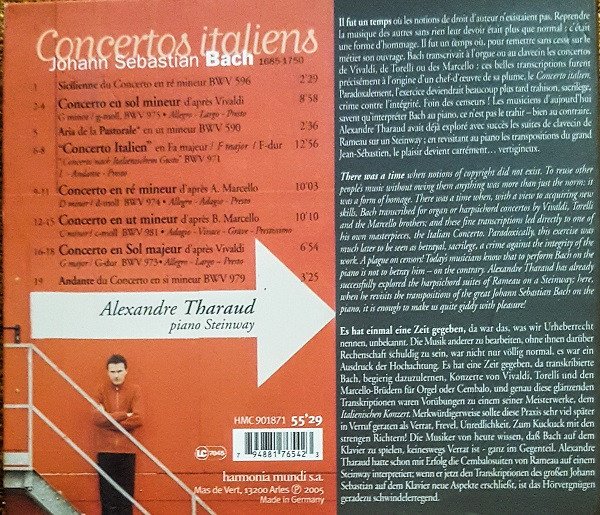 Concertos italiens
Johann Sebastian Bach 1685-1750
1 Sicilienne du Concerto en ré mineur BWV 596 2'29
2-4 Concerto en sol mineur d'après Vivaldi 8'58
G minor / g-moll, BWV 975 • Allegro - Largo - Presto
5 Aria de la Pastorale* en ut mineur BWV 590 2'36
6-8 "Concerto Italien" en Fa majeur / F major / F-dur 12'56
"Concerto nach Italienischem Gusto" BWV 971
I. - Andante - Presto
9-11 Concerto en ré mineur d'après A. Marcello 10'03
D minor / d-moll, BWV 974 • Allegro - Adagio - Presto
12-15 Concerto en ut mineur d'après B. Marcello 10'10
C minor / c-moll BWV 981 • Adagio - Vivace - Grave - Prestissimo
16-18 Concerto en Sol majeur d'après Vivaldi 6'54
G major / G-dur BWV 973 • Allegro - Largo - Presto
19 Andante du Concerto en si mineur BWV 979 3'25
Alexandre Tharaud
piano Steinway
HMC 901871 55'29
LC 7045
7 94881 76542 3
harmonia mundi s.a.
Mas de Vert, 13200 Arles ℗ 2005
Made in Germany
Il fut un temps où les notions de droit d'auteur n'existaient pas. Reprendre
la musique des autres sans rien leur devoir était plus que normal : c'était
une forme d'hommage. Il fut un temps où, pour remettre sans cesse sur le
métier son ouvrage, Bach transcrivait à l'orgue ou au clavecin les concertos
de Vivaldi, de Torelli ou des Marcello ; ces belles transcriptions furent
précisément à l'origine d'un chef-d'œuvre de sa plume, le Concerto italien.
Paradoxalement, l'exercice deviendrait beaucoup plus tard trahison, sacrilège,
crime contre l'intégrité. Foin des censeurs ! Les musiciens d'aujourd'hui
savent qu'interpréter Bach au piano, ce n'est pas le trahir – bien au contraire.
Alexandre Tharaud avait déjà exploré avec succès les suites de clavecin de
Rameau sur un Steinway ; en revisitant au piano les transpositions du grand
Jean-Sébastien, le plaisir devient carrément… vertigineux.
There was a time when notions of copyright did not exist. To reuse other
people's music without owing them anything was more than just the norm; it
was a form of homage. There was a time when, with a view to acquiring new
skills, Bach transcribed for organ or harpsichord concertos by Vivaldi, Torelli
and the Marcello brothers; and these fine transcriptions led directly to one of
his own masterpieces, the Italian Concerto. Paradoxically, this exercise was
much later to be seen as betrayal, sacrilege, a crime against the integrity of the
work. A plague on censors! Today's musicians know that to perform Bach on the
piano is not to betray him – on the contrary. Alexandre Tharaud has already
successfully explored the harpsichord suites of Rameau on a Steinway; here,
when he revisits the transpositions of the great Johann Sebastian Bach on the
piano, it is enough to make us quite giddy with pleasure!
Es hat einmal eine Zeit gegeben, da war das, was wir Urheberrecht
nennen, unbekannt. Die Musik anderer zu bearbeiten, ohne ihnen darüber
Rechenschaft schuldig zu sein, war nicht nur völlig normal, es war ein
Ausdruck der Hochachtung. Es hat eine Zeit gegeben, da transkribierte
Bach, begierig dazuzulernen, Konzerte von Vivaldi, Torelli und den
Marcello-Brüdern für Orgel oder Cembalo, und genau diese glänzenden
Transkriptionen waren Vorübungen zu einem seiner Meisterwerke, dem
Italienischen Konzert. Merkwürdigerweise sollte diese Praxis sehr viel später
in Verruf geraten als Verrat, Frevel, Unredlichkeit. Zum Kuckuck mit den
strengen Richtern! Die Musiker von heute wissen, daß Bach auf dem
Klavier zu spielen, keineswegs Verrat ist - ganz im Gegenteil. Alexandre
Tharaud hatte schon mir Erfolg die Cembalosuiten von Rameau auf einem
Steinway interpretiert; wenn er jetzt den Transkriptionen des großen Johann
Sebastian auf dem Klavier neue Aspekte erschließt, ist das Hörvergnügen
geradezu schwindelerregend.